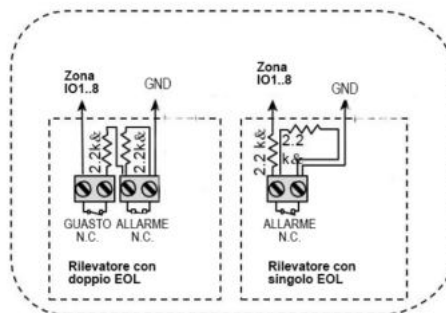 Zona
IO1..8
GND
2.2k&
2.2k&
GUASTO
N.C.
ALLARME
N.C.
Rilevatore con
doppio EOL
Zona
IO1..8
GND
2.2 k&
2.2
k&
ALLARME
N.C.
Rilevatore con
singolo EOL